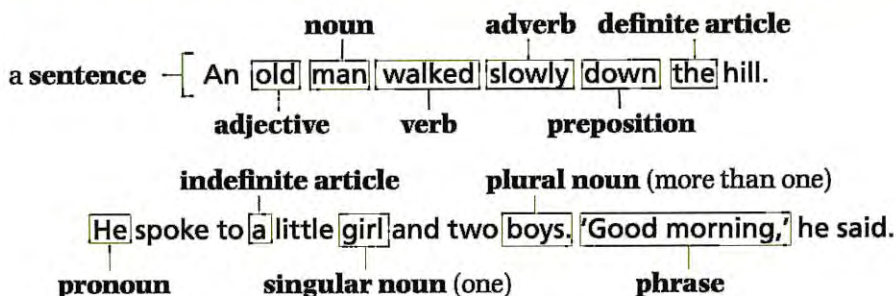 noun adverb definite article
a sentence An old man walked slowly down the hill.
adjective verb preposition
indefinite article plural noun (more than one)
He spoke to a little girl and two boys. 'Good morning,' he said.
pronoun singular noun (one) phrase